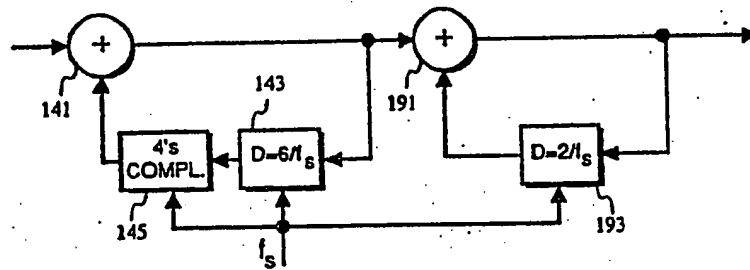 +
+
141
191
143
4's
COMPL.
D=6/fₛ
D=2/fₛ
145
193
fₛ